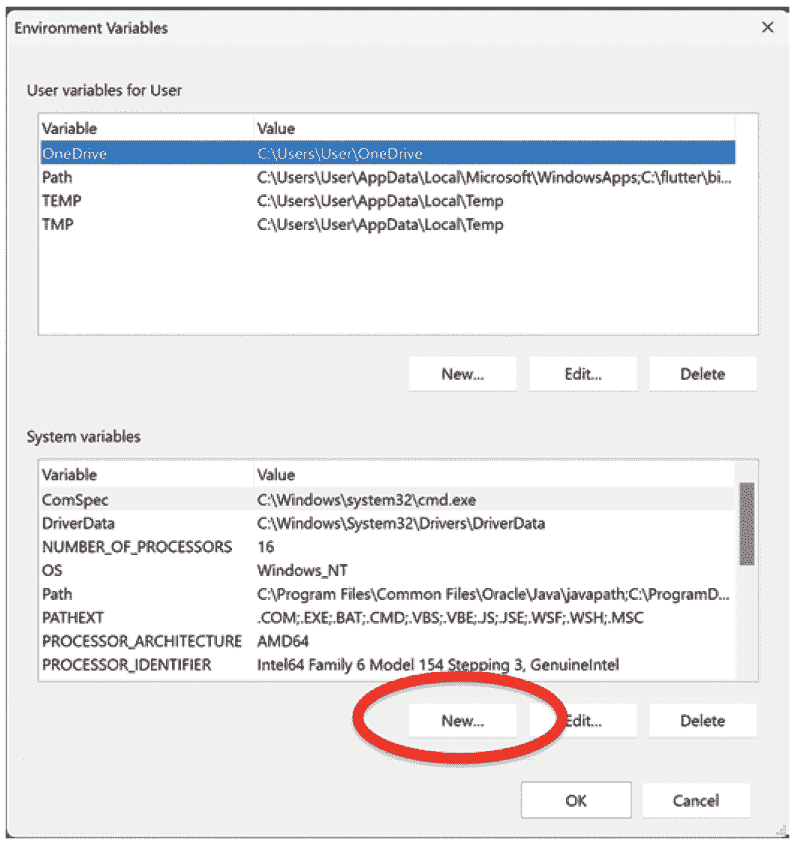 Environment Variables
User variables for User
Variable Value
OneDrive C:\Users\User\OneDrive
Path C:\Users\User\AppData\Local\Microsoft\WindowsApps;C:\flutter\bi...
TEMP C:\Users\User\AppData\Local\Temp
TMP C:\Users\User\AppData\Local\Temp
New... Edit... Delete
System variables
Variable Value
ComSpec C:\Windows\system32\cmd.exe
DriverData C:\Windows\System32\Drivers\DriverData
NUMBER_OF_PROCESSORS 16
OS Windows_NT
Path C:\Program Files\Common Files\Oracle\Java\javapath;C:\ProgramD...
PATHEXT .COM;.EXE;.BAT;.CMD;.VBS;.VBE;.JS;.JSE;.WSF;.WSH;.MSC
PROCESSOR_ARCHITECTURE AMD64
PROCESSOR_IDENTIFIER Intel64 Family 6 Model 154 Stepping 3, GenuineIntel
New... Edit... Delete
OK Cancel